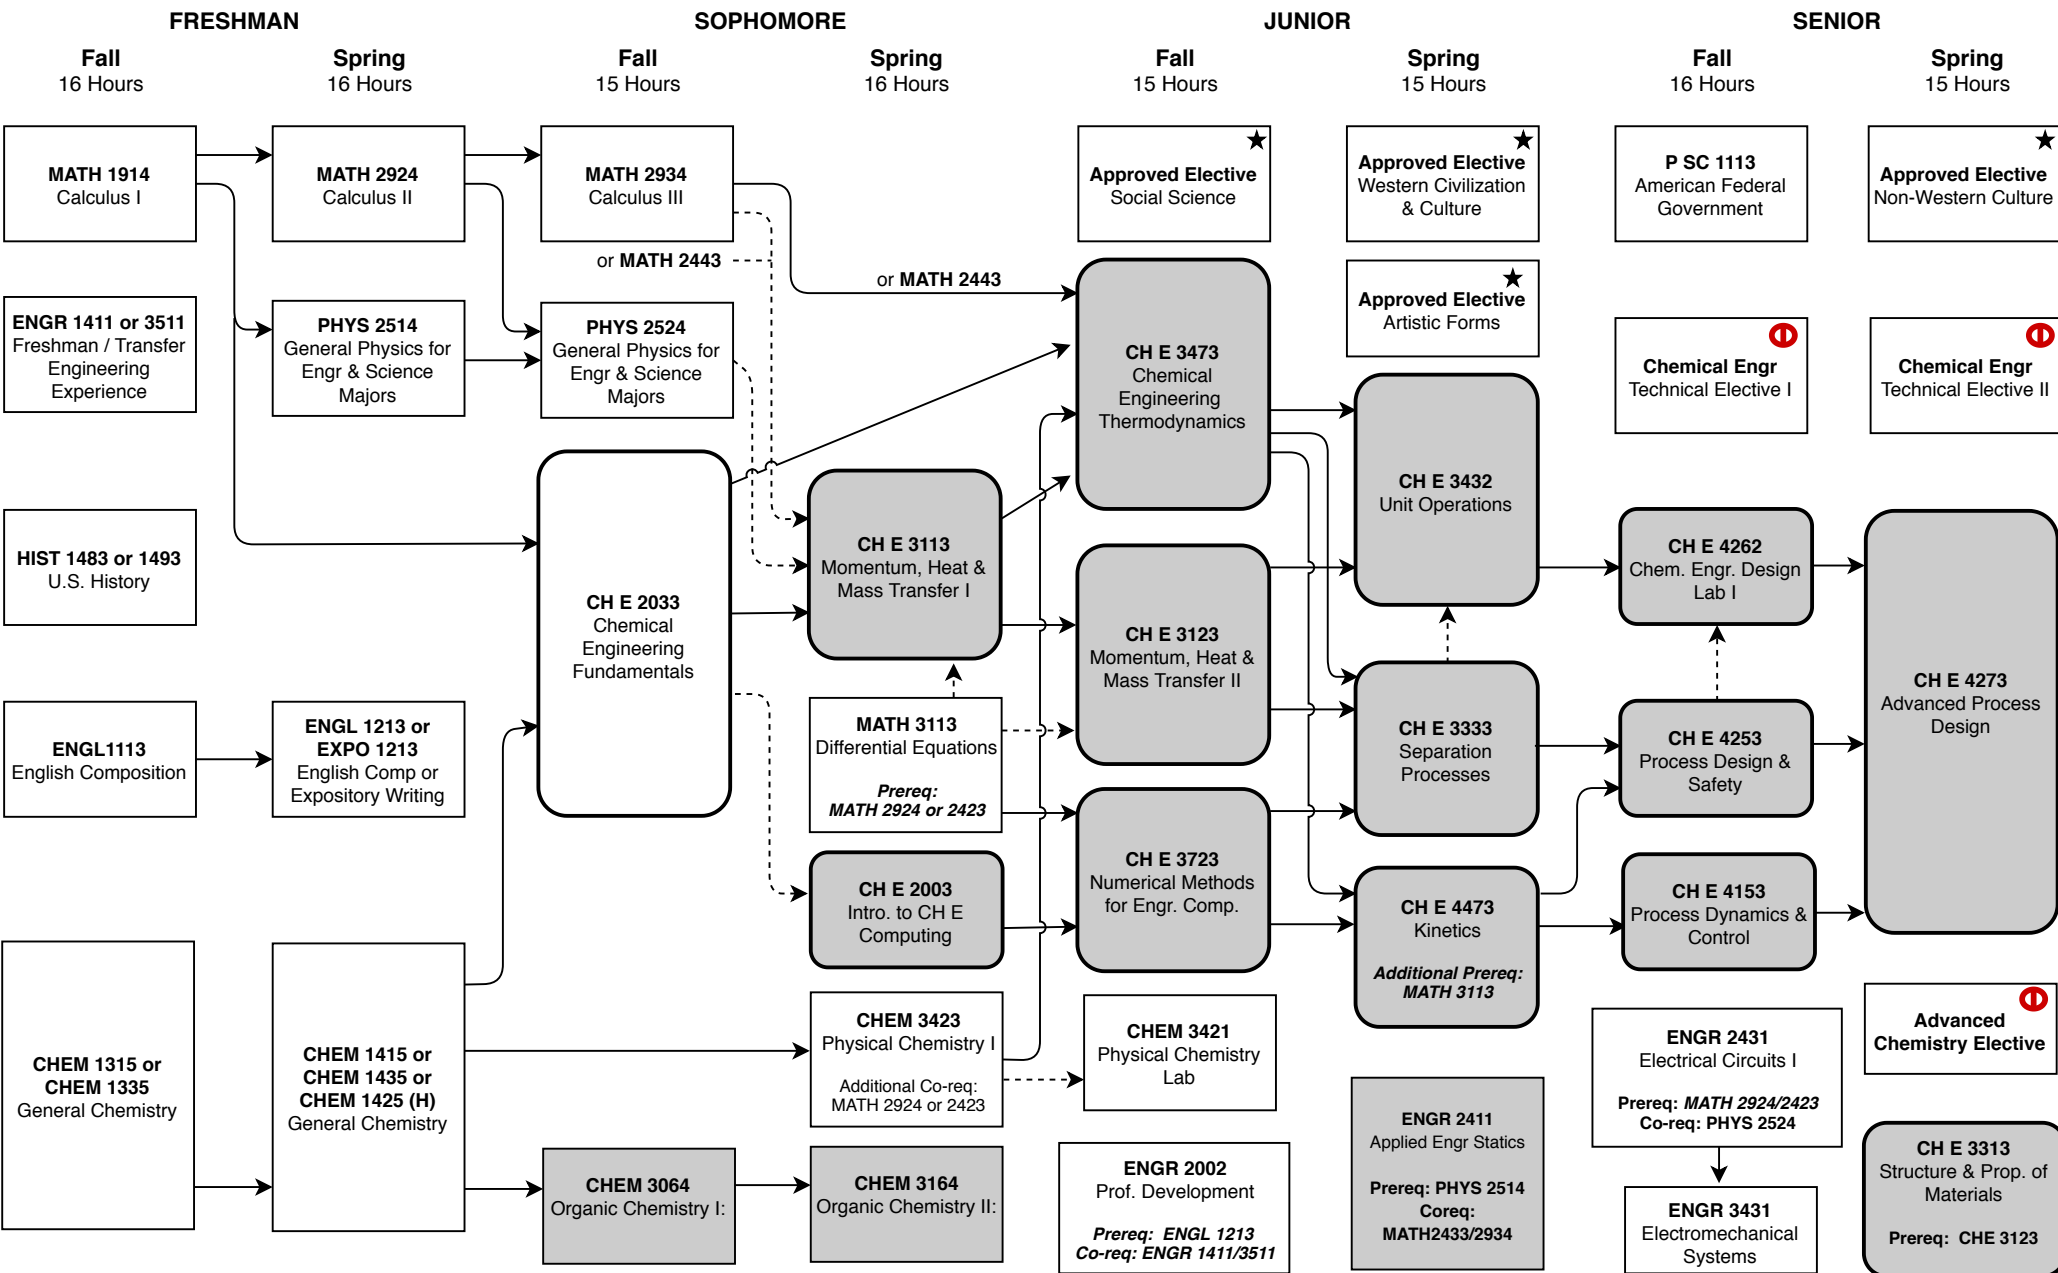 FRESHMAN
SOPHOMORE
JUNIOR
SENIOR
Fall
16 Hours
Spring
16 Hours
Fall
15 Hours
Spring
16 Hours
Fall
15 Hours
Spring
15 Hours
Fall
16 Hours
Spring
15 Hours
MATH 1914
Calculus I
MATH 2924
Calculus II
MATH 2934
Calculus III
or MATH 2443
or MATH 2443
Approved Elective
Social Science
Approved Elective
Western Civilization
& Culture
P SC 1113
American Federal
Government
Approved Elective
Non-Western Culture
ENGR 1411 or 3511
Freshman / Transfer
Engineering
Experience
PHYS 2514
General Physics for
Engr & Science
Majors
PHYS 2524
General Physics for
Engr & Science
Majors
CH E 3473
Chemical
Engineering
Thermodynamics
Approved Elective
Artistic Forms
Chemical Engr
Technical Elective I
Chemical Engr
Technical Elective II
HIST 1483 or 1493
U.S. History
CH E 2033
Chemical
Engineering
Fundamentals
CH E 3113
Momentum, Heat &
Mass Transfer I
CH E 3123
Momentum, Heat &
Mass Transfer II
CH E 3432
Unit Operations
CH E 4262
Chem. Engr. Design
Lab I
CH E 4273
Advanced Process
Design
ENGL1113
English Composition
ENGL 1213 or
EXPO 1213
English Comp or
Expository Writing
MATH 3113
Differential Equations
Prereq:
MATH 2924 or 2423
CH E 3333
Separation
Processes
CH E 4253
Process Design &
Safety
CH E 2003
Intro. to CH E
Computing
CH E 3723
Numerical Methods
for Engr. Comp.
CH E 4473
Kinetics
Additional Prereq:
MATH 3113
CH E 4153
Process Dynamics &
Control
CHEM 1315 or
CHEM 1335
General Chemistry
CHEM 1415 or
CHEM 1435 or
CHEM 1425 (H)
General Chemistry
CHEM 3423
Physical Chemistry I
Additional Co-req:
MATH 2924 or 2423
CHEM 3421
Physical Chemistry
Lab
ENGR 2411
Applied Engr Statics
Prereq: PHYS 2514
Coreq:
MATH2433/2934
ENGR 2431
Electrical Circuits I
Prereq: MATH 2924/2423
Co-req: PHYS 2524
Advanced
Chemistry Elective
CHEM 3064
Organic Chemistry I:
CHEM 3164
Organic Chemistry II:
ENGR 2002
Prof. Development
Prereq: ENGL 1213
Co-req: ENGR 1411/3511
ENGR 3431
Electromechanical
Systems
CH E 3313
Structure & Prop. of
Materials
Prereq: CHE 3123